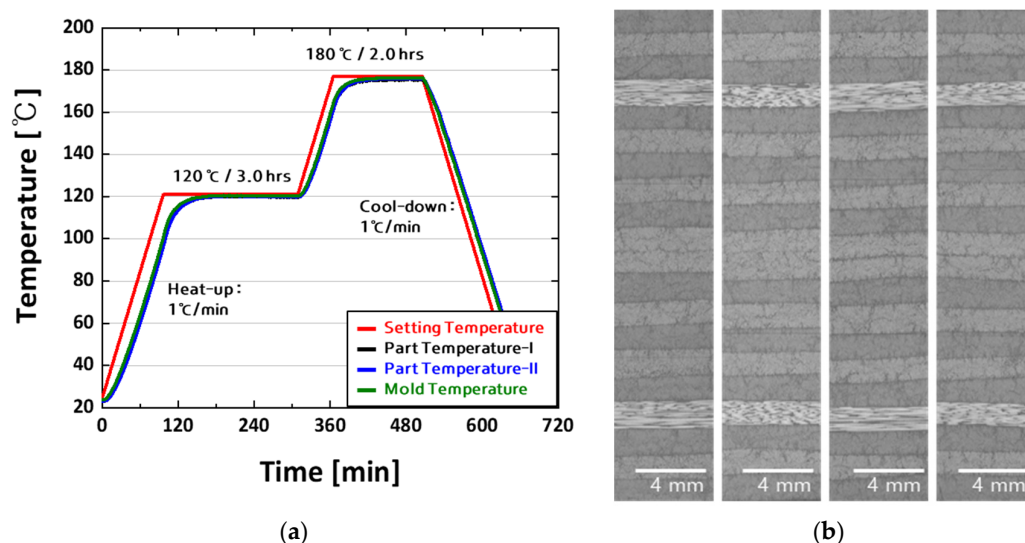 200
180
160
140
120
100
80
60
40
20
Temperature [℃]
180℃ / 2.0 hrs
120℃ / 3.0 hrs
Cool-down :
1℃/min
Heat-up :
1℃/min
Setting Temperature
Part Temperature-I
Part Temperature-II
Mold Temperature
0 120 240 360 480 600 720
Time [min]
(a)
4 mm 4 mm 4 mm 4 mm
(b)